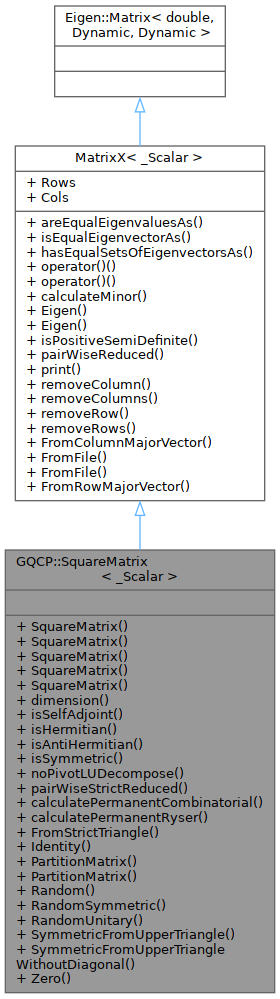 Eigen::Matrix< double,
Dynamic, Dynamic >
MatrixX< _Scalar >
+ Rows
+ Cols
+ areEqualEigenvaluesAs()
+ isEqualEigenvectorAs()
+ hasEqualSetsOfEigenvectorsAs()
+ operator()()
+ operator()()
+ calculateMinor()
+ Eigen()
+ Eigen()
+ isPositiveSemiDefinite()
+ pairWiseReduced()
+ print()
+ removeColumn()
+ removeColumns()
+ removeRow()
+ removeRows()
+ FromColumnMajorVector()
+ FromFile()
+ FromFile()
+ FromRowMajorVector()
GQCP::SquareMatrix
< _Scalar >
+ SquareMatrix()
+ SquareMatrix()
+ SquareMatrix()
+ SquareMatrix()
+ SquareMatrix()
+ dimension()
+ isSelfAdjoint()
+ isHermitian()
+ isAntiHermitian()
+ isSymmetric()
+ noPivotLUDecompose()
+ pairWiseStrictReduced()
+ calculatePermanentCombinatorial()
+ calculatePermanentRyser()
+ FromStrictTriangle()
+ Identity()
+ PartitionMatrix()
+ PartitionMatrix()
+ Random()
+ RandomSymmetric()
+ RandomUnitary()
+ SymmetricFromUpperTriangle()
+ SymmetricFromUpperTriangle
WithoutDiagonal()
+ Zero()